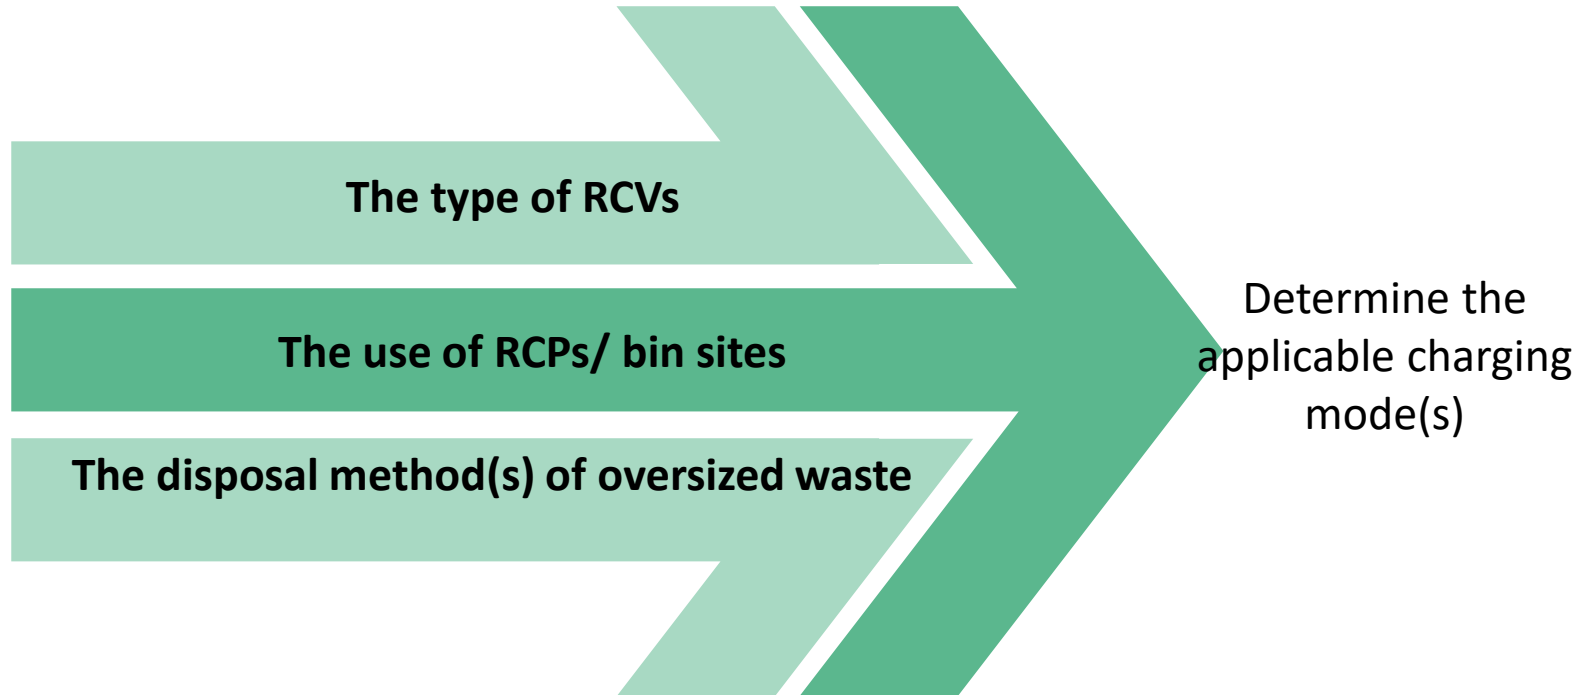 The type of RCVs
The use of RCPs/ bin sites
The disposal method(s) of oversized waste
Determine the
applicable charging
mode(s)